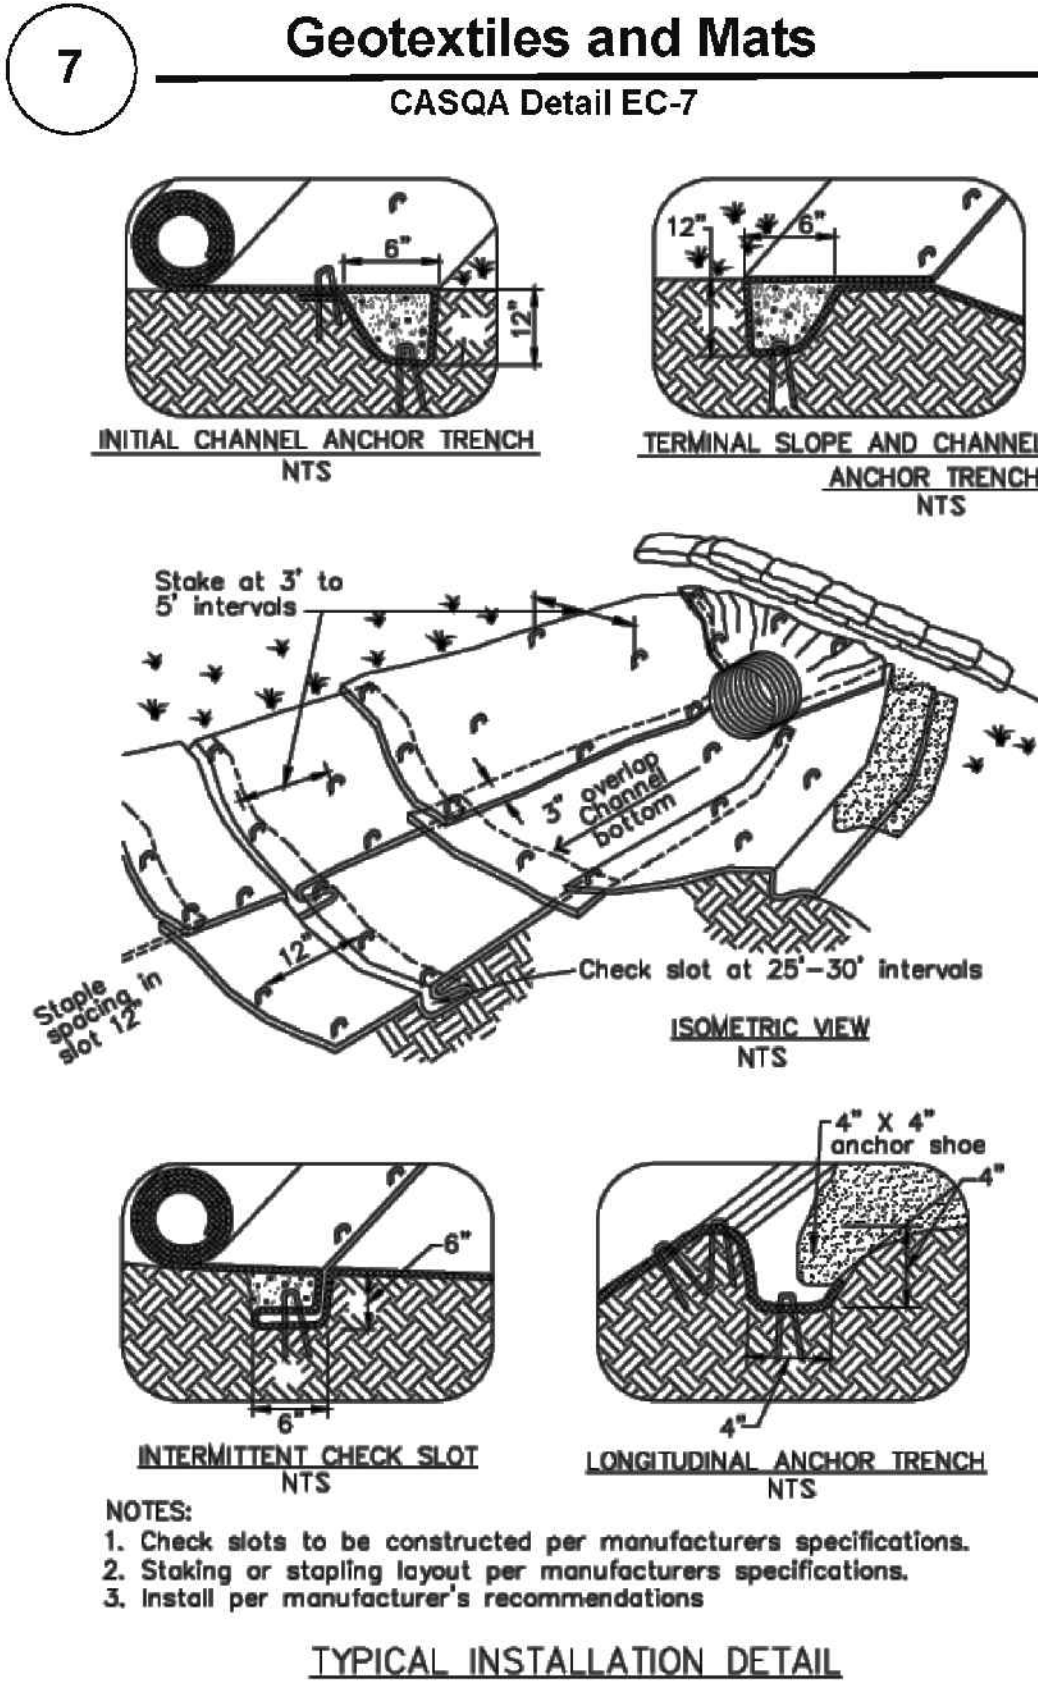 7
Geotextiles and Mats
CASQA Detail EC-7
6"
12"
INITIAL CHANNEL ANCHOR TRENCH
NTS
12"
6"
TERMINAL SLOPE AND CHANNEL
ANCHOR TRENCH
NTS
Stake at 3' to
5' intervals
3" overlap
Channel
bottom
12"
Staple
spacing in
slot 12"
Check slot at 25'-30' intervals
ISOMETRIC VIEW
NTS
6"
6"
INTERMITTENT CHECK SLOT
NTS
4" X 4"
anchor shoe
4"
4"
LONGITUDINAL ANCHOR TRENCH
NTS
NOTES:
1. Check slots to be constructed per manufacturers specifications.
2. Staking or stapling layout per manufacturers specifications.
3. Install per manufacturer's recommendations
TYPICAL INSTALLATION DETAIL